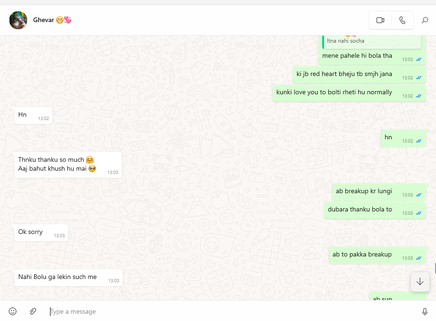 Ghevar 😊💘
Itna nahi socha
mene pahele hi bola tha
13:02
ki jb red heart bheju tb smjh jana
13:02
kunki love you to bolti rheti hu normally
13:02
Hn
13:02
hn
13:02
Thnku thanku so much 🤗
Aaj bahut khush hu mai 🥺
13:03
ab breakup kr lungi
13:03
dubara thanku bola to
13:03
Ok sorry
13:03
ab to pakka breakup
13:03
Nahi Bolu ga lekin such me
13:03
ab sun
Type a message